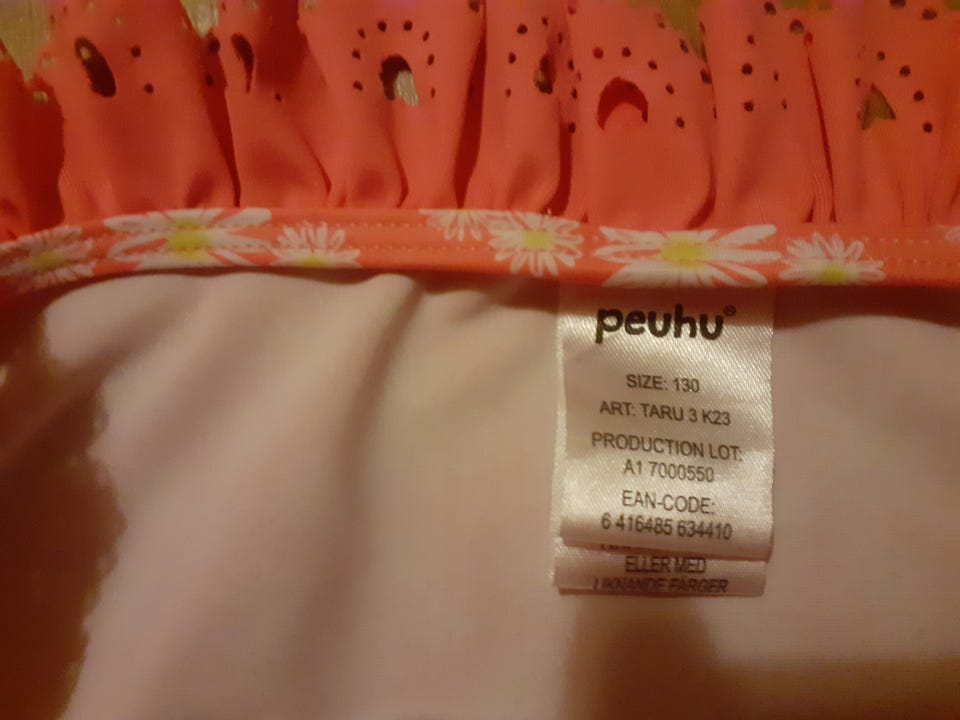 peuhu®
SIZE: 130
ART: TARU 3 K23
PRODUCTION LOT:
A1 7000550
EAN-CODE:
6 416485 634410
ELLER MED
LIKNANDE FÄRGER